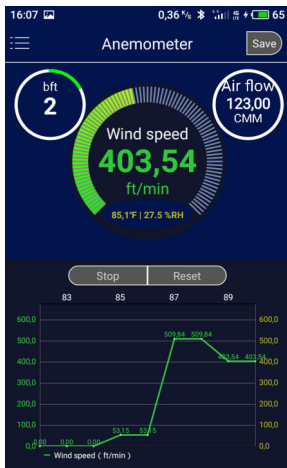 16:07 0,36 K/s 65
Anemometer Save
bft
2
Air flow
123,00
CMM
Wind speed
403,54
ft/min
85,1°F | 27.5 %RH
Stop Reset
83 85 87 89
600,0 600,0
509,84 509,84
500,0 500,0
400,0 403,54 403,54 400,0
300,0 300,0
200,0 200,0
100,0 53,15 53,15 100,0
0,0 0,00 0,00 0,00 0,0
Wind speed ( ft/min )